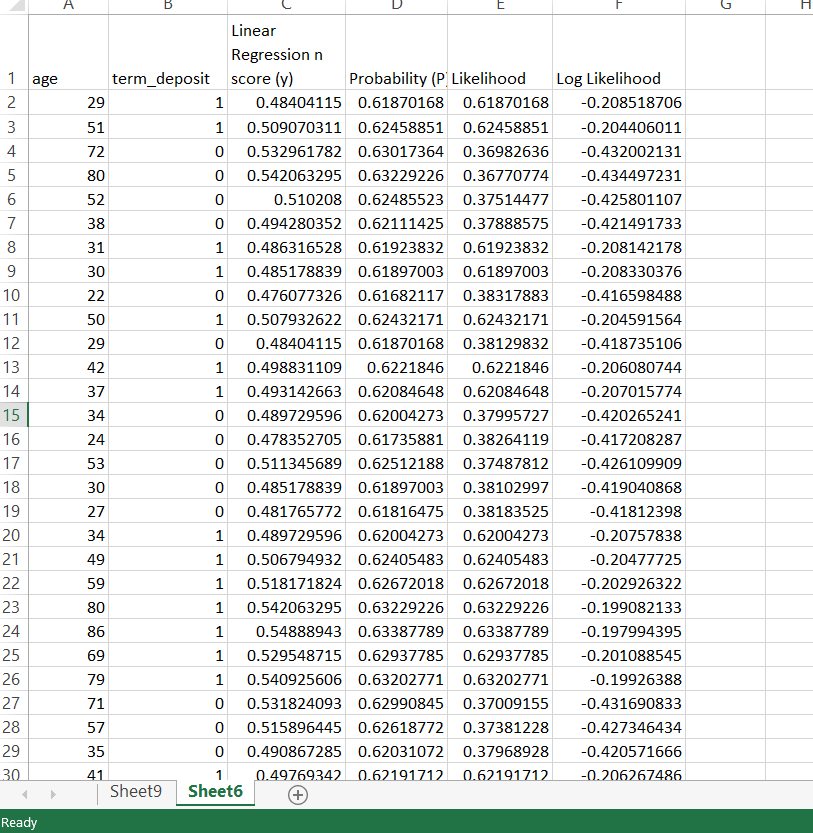 A B C D E F G H
Linear
Regression n
1 age term_deposit score (y) Probability (P) Likelihood Log Likelihood
2 29 1 0.48404115 0.61870168 0.61870168 -0.208518706
3 51 1 0.509070311 0.62458851 0.62458851 -0.204406011
4 72 0 0.532961782 0.63017364 0.36982636 -0.432002131
5 80 0 0.542063295 0.63229226 0.36770774 -0.434497231
6 52 0 0.510208 0.62485523 0.37514477 -0.425801107
7 38 0 0.494280352 0.62111425 0.37888575 -0.421491733
8 31 1 0.486316528 0.61923832 0.61923832 -0.208142178
9 30 1 0.485178839 0.61897003 0.61897003 -0.208330376
10 22 0 0.476077326 0.61682117 0.38317883 -0.416598488
11 50 1 0.507932622 0.62432171 0.62432171 -0.204591564
12 29 0 0.48404115 0.61870168 0.38129832 -0.418735106
13 42 1 0.498831109 0.6221846 0.6221846 -0.206080744
14 37 1 0.493142663 0.62084648 0.62084648 -0.207015774
15 34 0 0.489729596 0.62004273 0.37995727 -0.420265241
16 24 0 0.478352705 0.61735881 0.38264119 -0.417208287
17 53 0 0.511345689 0.62512188 0.37487812 -0.426109909
18 30 0 0.485178839 0.61897003 0.38102997 -0.419040868
19 27 0 0.481765772 0.61816475 0.38183525 -0.41812398
20 34 1 0.489729596 0.62004273 0.62004273 -0.20757838
21 49 1 0.506794932 0.62405483 0.62405483 -0.20477725
22 59 1 0.518171824 0.62672018 0.62672018 -0.202926322
23 80 1 0.542063295 0.63229226 0.63229226 -0.199082133
24 86 1 0.54888943 0.63387789 0.63387789 -0.197994395
25 69 1 0.529548715 0.62937785 0.62937785 -0.201088545
26 79 1 0.540925606 0.63202771 0.63202771 -0.19926388
27 71 0 0.531824093 0.62990845 0.37009155 -0.431690833
28 57 0 0.515896445 0.62618772 0.37381228 -0.427346434
29 35 0 0.490867285 0.62031072 0.37968928 -0.420571666
30 41 1 0.49769342 0.62191712 0.62191712 -0.206267486
Sheet9 Sheet6
Ready